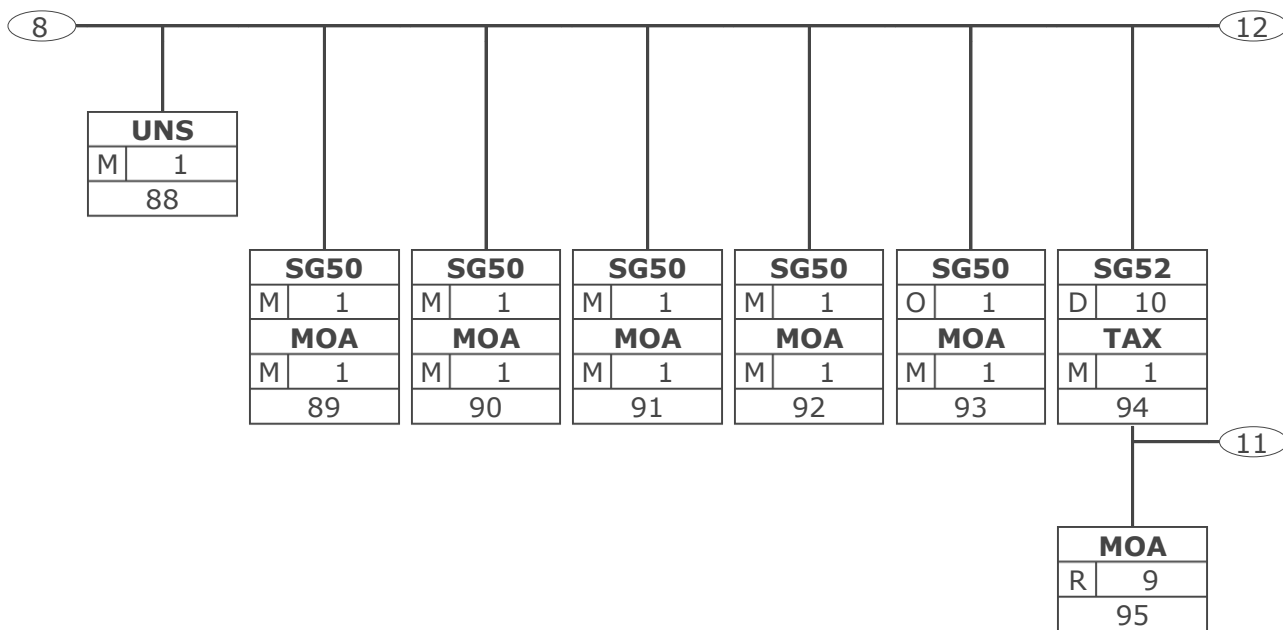 8
12
UNS
M 1
88
SG50 SG50 SG50 SG50 SG50 SG52
M 1 M 1 M 1 M 1 O 1 D 10
MOA MOA MOA MOA MOA TAX
M 1 M 1 M 1 M 1 M 1 M 1
89 90 91 92 93 94
11
MOA
R 9
95